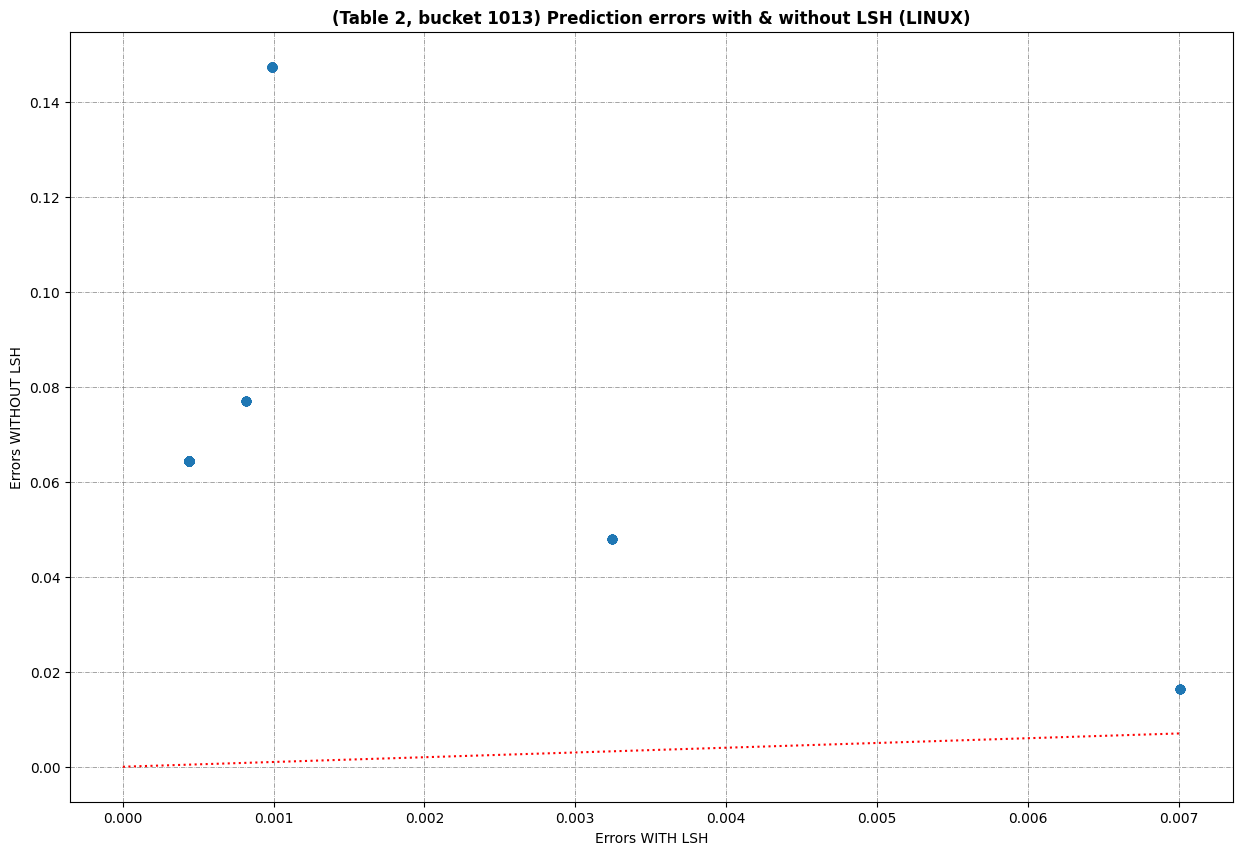 (Table 2, bucket 1013) Prediction errors with & without LSH (LINUX)
Errors WITHOUT LSH
0.14
0.12
0.10
0.08
0.06
0.04
0.02
0.00
0.000 0.001 0.002 0.003 0.004 0.005 0.006 0.007
Errors WITH LSH